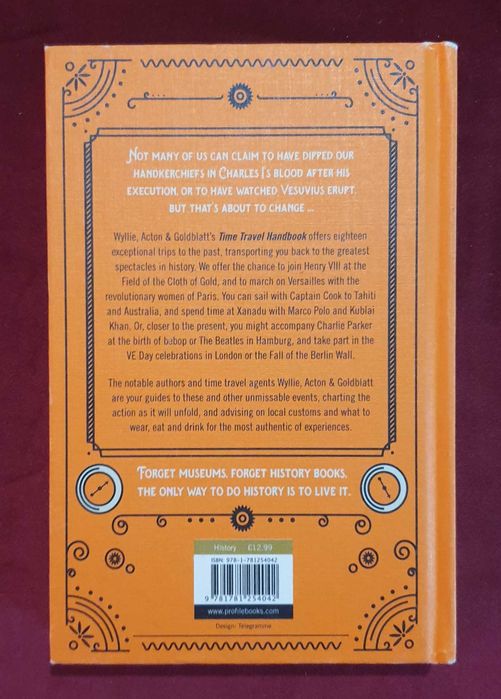 NOT MANY OF US CAN CLAIM TO HAVE DIPPED OUR
HANDKERCHIEFS IN CHARLES I'S BLOOD AFTER HIS
EXECUTION, OR TO HAVE WATCHED VESUVIUS ERUPT.
BUT THAT'S ABOUT TO CHANGE ...
Wyllie, Acton & Goldblatt's Time Travel Handbook offers eighteen
exceptional trips to the past, transporting you back to the greatest
spectacles in history. We offer the chance to join Henry VIII at the
Field of the Cloth of Gold, and to march on Versailles with the
revolutionary women of Paris. You can sail with Captain Cook to Tahiti
and Australia, and spend time at Xanadu with Marco Polo and Kublai
Khan. Or, closer to the present, you might accompany Charlie Parker
at the birth of bebop or The Beatles in Hamburg, and take part in the
VE Day celebrations in London or the Fall of the Berlin Wall.
The notable authors and time travel agents Wyllie, Acton & Goldblatt
are your guides to these and other unmissable events, charting the
action as it will unfold, and advising on local customs and what to
wear, eat and drink for the most authentic of experiences.
FORGET MUSEUMS, FORGET HISTORY BOOKS,
THE ONLY WAY TO DO HISTORY IS TO LIVE IT.
History £12.99
ISBN: 978-1-781254042
9 781781 254042
www.profilebooks.com
Design: Telegramme